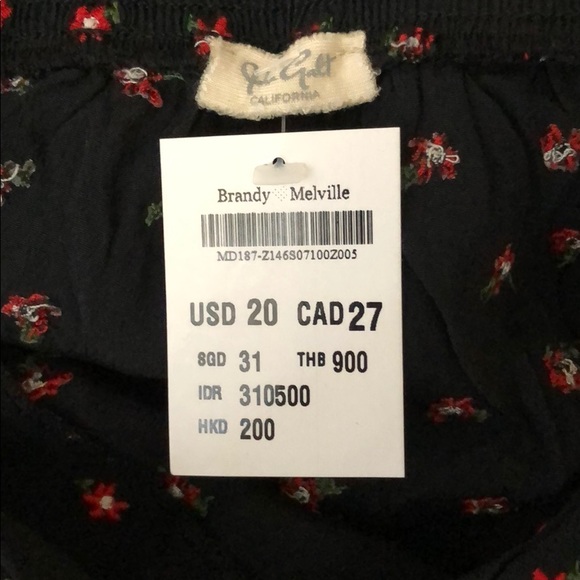 John Galt
CALIFORNIA
Brandy Melville
MD187-Z146S07100Z005
USD 20 CAD 27
SGD 31 THB 900
IDR 310500
HKD 200